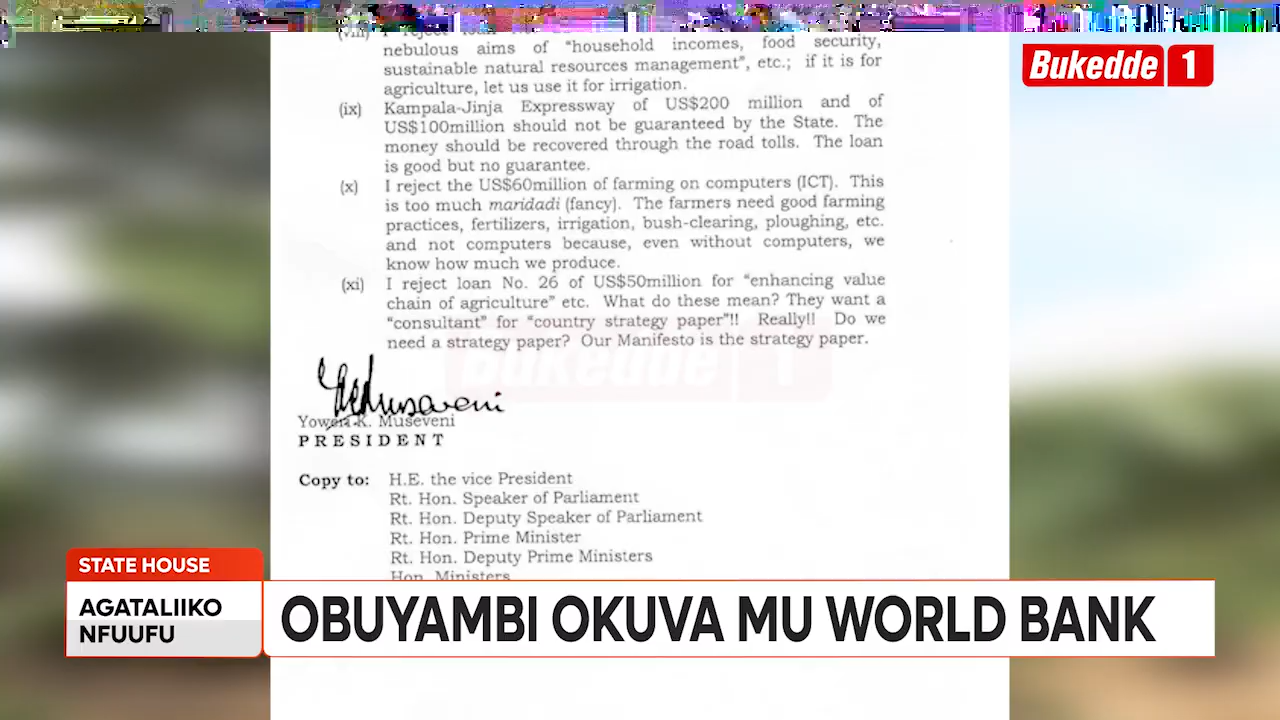 (viii) I reject loan
nebulous aims of "household incomes, food security,
sustainable natural resources management", etc.; if it is for
agriculture, let us use it for irrigation.
(ix) Kampala-Jinja Expressway of US$200 million and of
US$100million should not be guaranteed by the State. The
money should be recovered through the road tolls. The loan
is good but no guarantee.
(x) I reject the US$60million of farming on computers (ICT). This
is too much maridadi (fancy). The farmers need good farming
practices, fertilizers, irrigation, bush-clearing, ploughing, etc.
and not computers because, even without computers, we
know how much we produce.
(xi) I reject loan No. 26 of US$50million for "enhancing value
chain of agriculture" etc. What do these mean? They want a
"consultant" for "country strategy paper"!! Really!! Do we
need a strategy paper? Our Manifesto is the strategy paper.
Bukedde 1
Yoweri K. Museveni
PRESIDENT
Copy to: H.E. the vice President
Rt. Hon. Speaker of Parliament
Rt. Hon. Deputy Speaker of Parliament
Rt. Hon. Prime Minister
Rt. Hon. Deputy Prime Ministers
Hon. Ministers
Bukedde 1
STATE HOUSE
AGATALIIKO
NFUUFU
OBUYAMBI OKUVA MU WORLD BANK